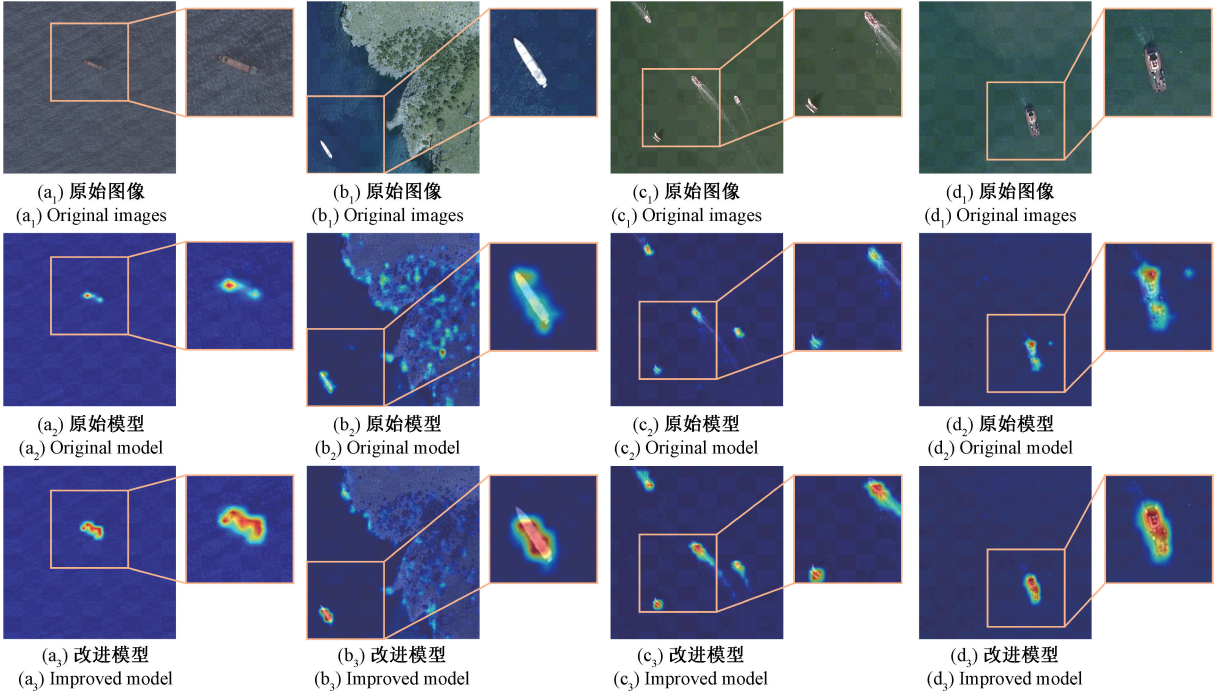 (a₁) 原始图像
(a₁) Original images
(b₁) 原始图像
(b₁) Original images
(c₁) 原始图像
(c₁) Original images
(d₁) 原始图像
(d₁) Original images
(a₂) 原始模型
(a₂) Original model
(b₂) 原始模型
(b₂) Original model
(c₂) 原始模型
(c₂) Original model
(d₂) 原始模型
(d₂) Original model
(a₃) 改进模型
(a₃) Improved model
(b₃) 改进模型
(b₃) Improved model
(c₃) 改进模型
(c₃) Improved model
(d₃) 改进模型
(d₃) Improved model